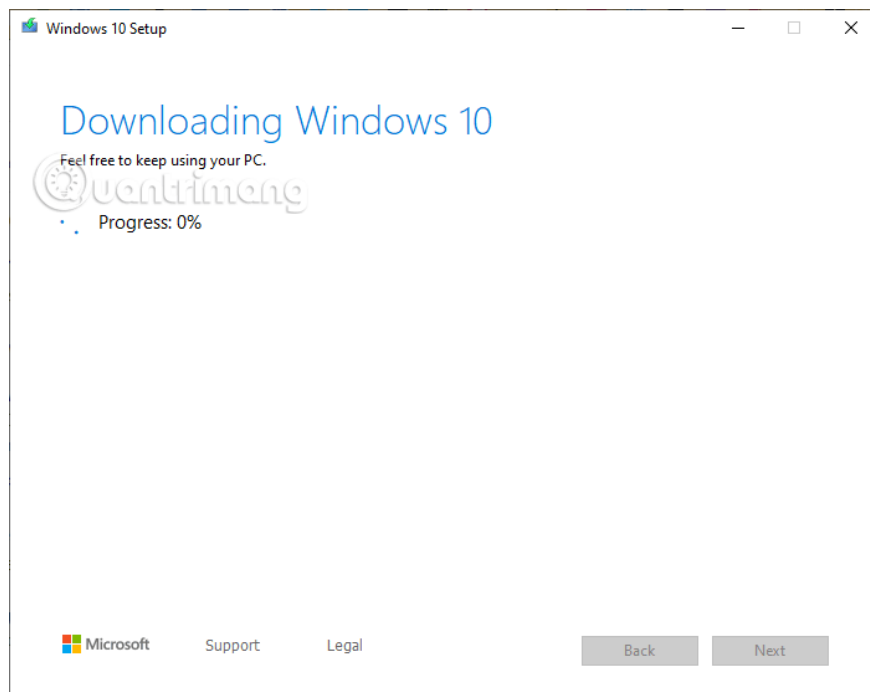 Windows 10 Setup
Downloading Windows 10
Feel free to keep using your PC.
Quantrimang
Progress: 0%
Microsoft
Support
Legal
Back
Next